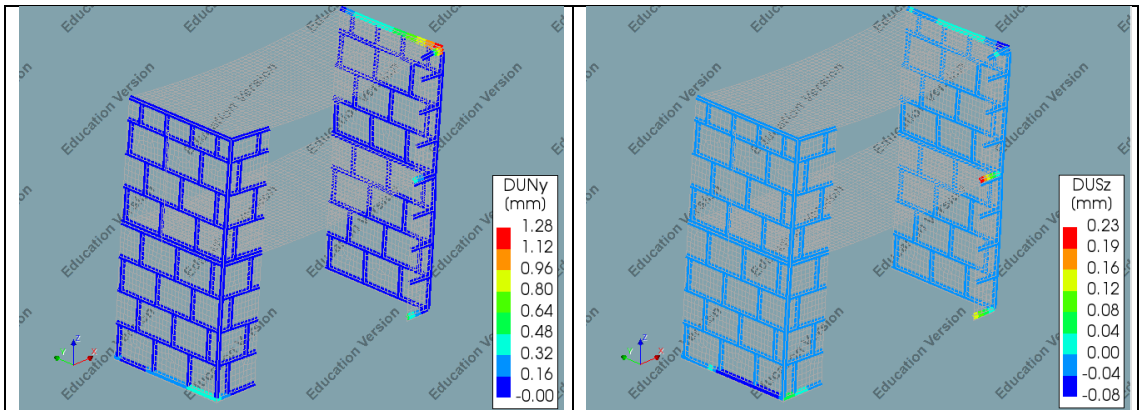 Education Version
DUNy
(mm)
1.28
1.12
0.96
0.80
0.64
0.48
0.32
0.16
-0.00
Z
Y
X
Education Version
DUSz
(mm)
0.23
0.19
0.16
0.12
0.08
0.04
0.00
-0.04
-0.08
Z
Y
X